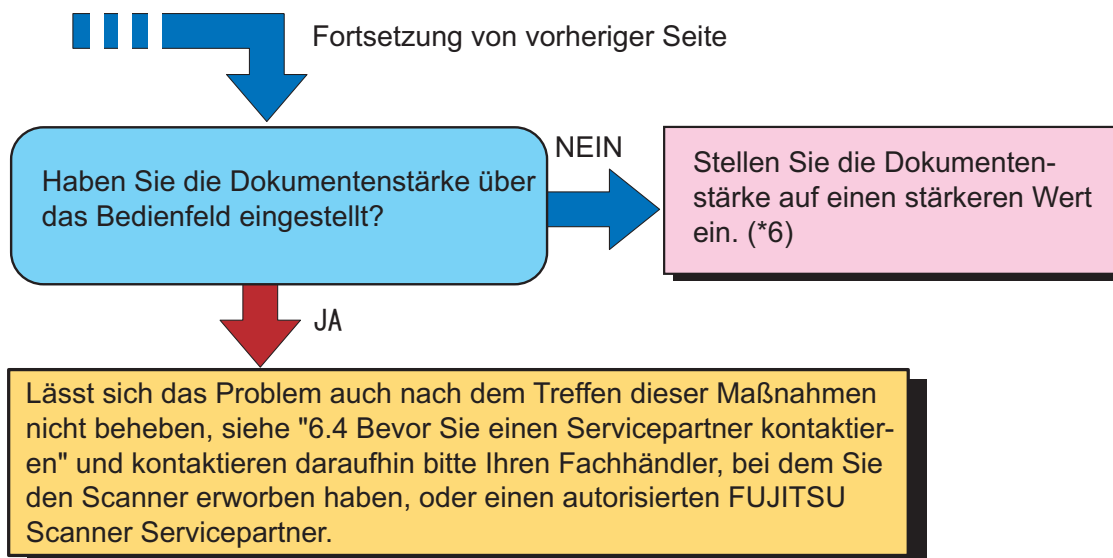 Fortsetzung von vorheriger Seite
Haben Sie die Dokumentenstärke über
das Bedienfeld eingestellt?
NEIN
Stellen Sie die Dokumenten-
stärke auf einen stärkeren Wert
ein. (*6)
JA
Lässt sich das Problem auch nach dem Treffen dieser Maßnahmen
nicht beheben, siehe "6.4 Bevor Sie einen Servicepartner kontaktier-
en" und kontaktieren daraufhin bitte Ihren Fachhändler, bei dem Sie
den Scanner erworben haben, oder einen autorisierten FUJITSU
Scanner Servicepartner.